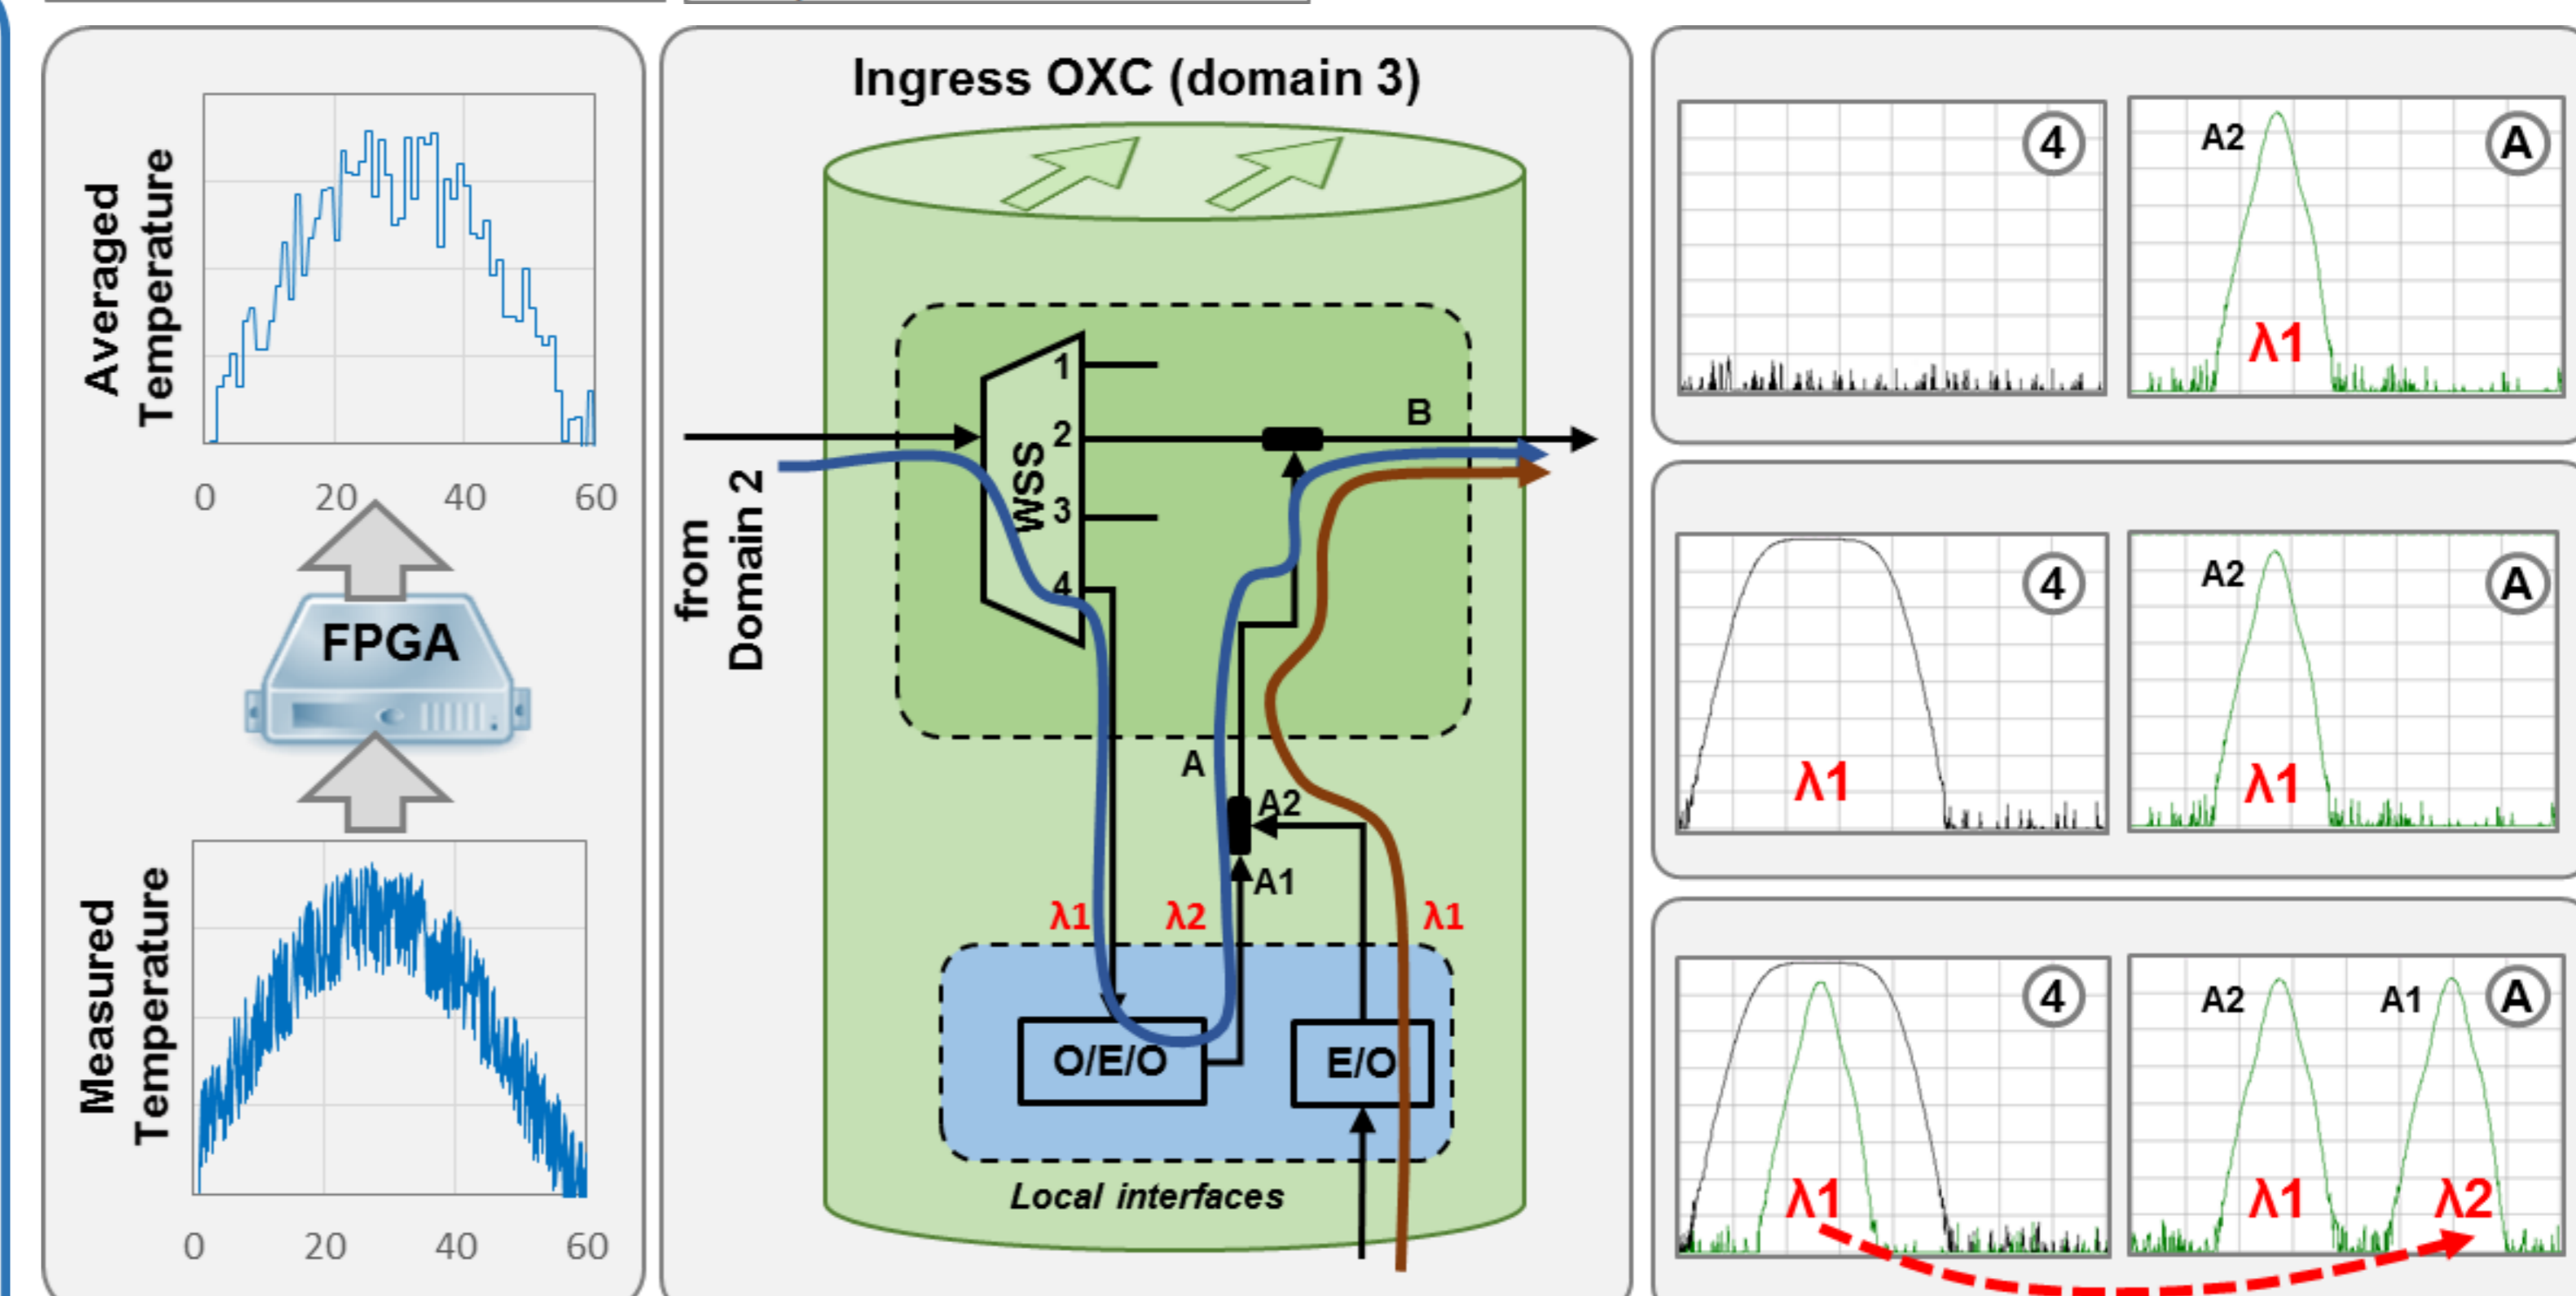 Averaged
Temperature
0 20 40 60
FPGA
Measured
Temperature
0 20 40 60
Ingress OXC (domain 3)
from
Domain 2
WSS
1
2
3
4
B
A
A2
A1
λ1
λ2
λ1
O/E/O
E/O
Local interfaces
4
A2
A
λ1
4
λ1
A2
A
λ1
4
λ1
A2
A1
A
λ1
λ2